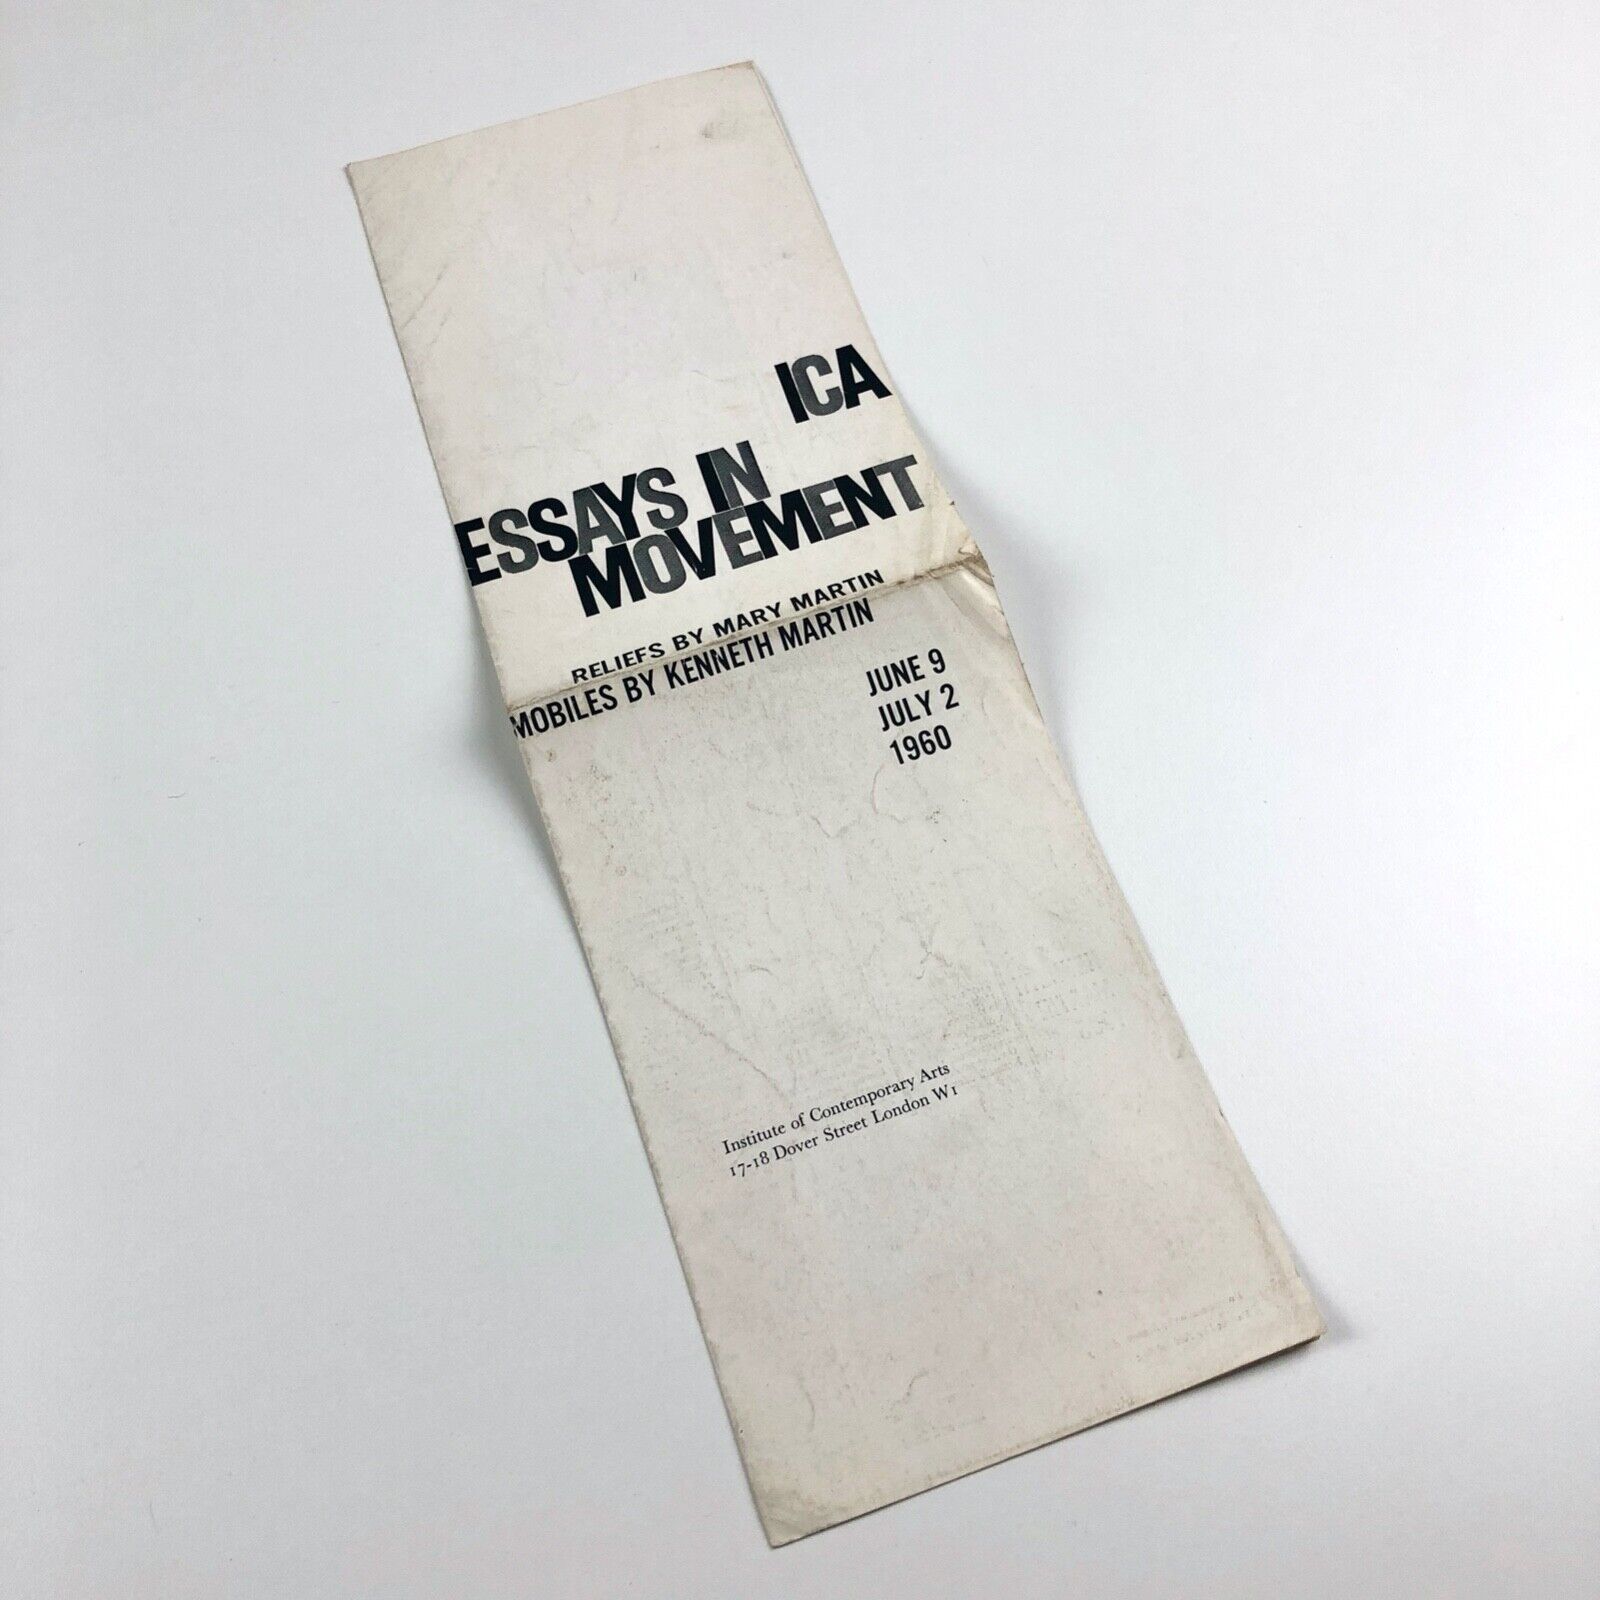 ICA
ESSAYS IN
MOVEMENT
RELIEFS BY MARY MARTIN
MOBILES BY KENNETH MARTIN
JUNE 9
JULY 2
1960
Institute of Contemporary Arts
17-18 Dover Street London W1